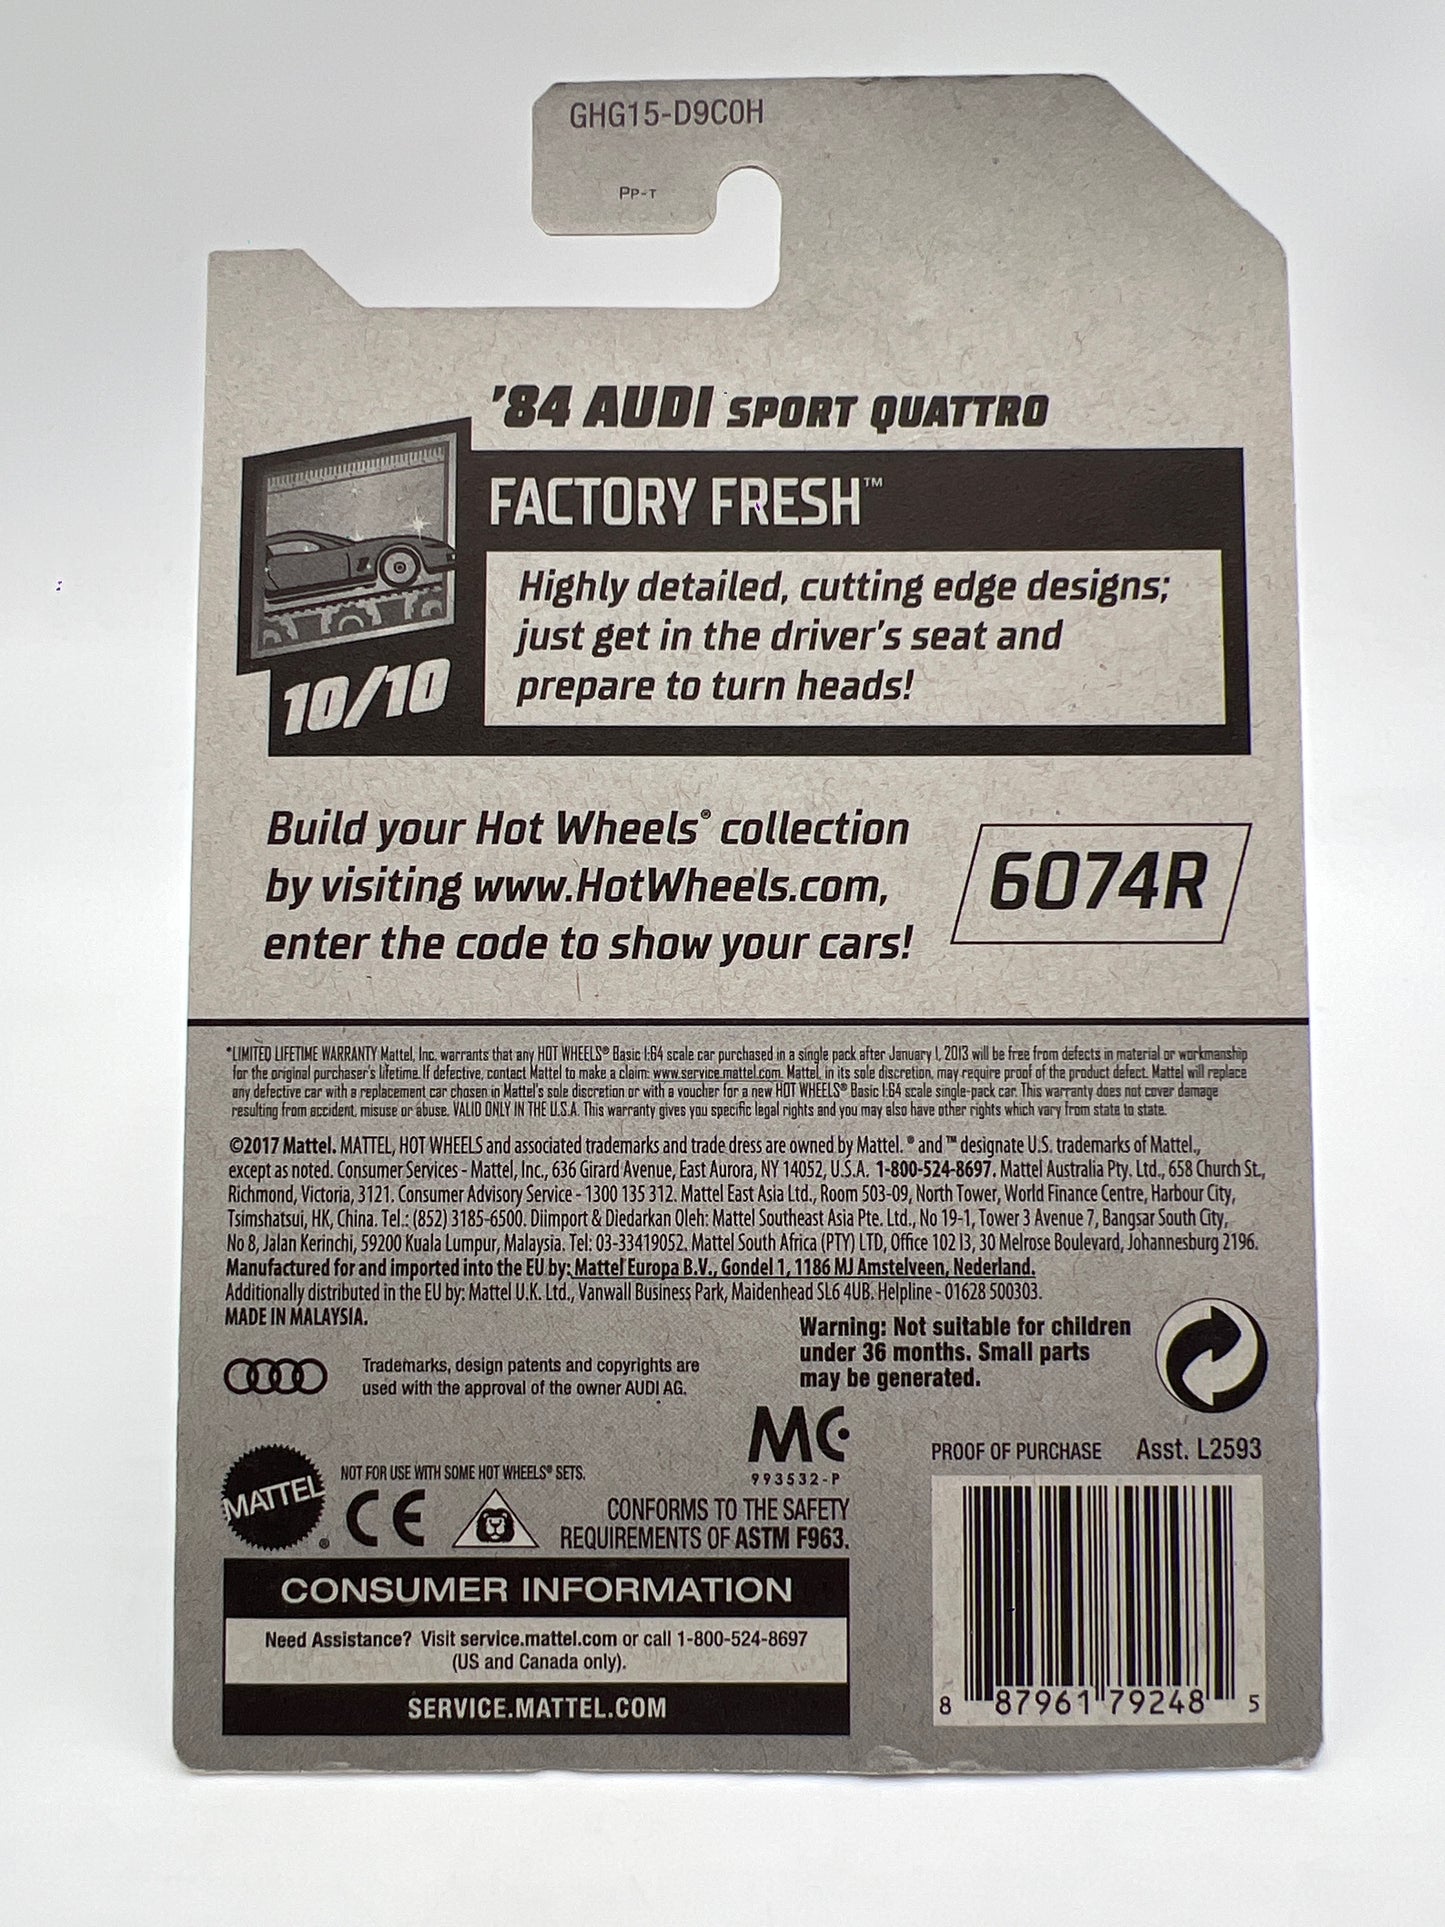 GHG15-D9C0H
PP-T
'84 AUDI SPORT QUATTRO
FACTORY FRESH™
Highly detailed, cutting edge designs;
just get in the driver's seat and
prepare to turn heads!
10/10
Build your Hot Wheels® collection
by visiting www.HotWheels.com,
enter the code to show your cars!
6074R
*LIMITED LIFETIME WARRANTY Mattel, Inc. warrants that any HOT WHEELS® Basic 1:64 scale car purchased in a single pack after January 1, 2013 will be free from defects in material or workmanship
for the original purchaser's lifetime. If defective, contact Mattel to make a claim: www.service.mattel.com. Mattel, in its sole discretion, may require proof of the product defect. Mattel will replace
any defective car with a replacement car chosen in Mattel's sole discretion or with a voucher for a new HOT WHEELS® Basic 1:64 scale single-pack car. This warranty does not cover damage
resulting from accident, misuse or abuse. VALID ONLY IN THE U.S.A. This warranty gives you specific legal rights and you may also have other rights which vary from state to state.
©2017 Mattel. MATTEL, HOT WHEELS and associated trademarks and trade dress are owned by Mattel. ® and ™ designate U.S. trademarks of Mattel.,
except as noted. Consumer Services - Mattel, Inc., 636 Girard Avenue, East Aurora, NY 14052, U.S.A. 1-800-524-8697. Mattel Australia Pty. Ltd., 658 Church St.,
Richmond, Victoria, 3121. Consumer Advisory Service - 1300 135 312. Mattel East Asia Ltd., Room 503-09, North Tower, World Finance Centre, Harbour City,
Tsimshatsui, HK, China. Tel.: (852) 3185-6500. Diimport & Diedarkan Oleh: Mattel Southeast Asia Pte. Ltd., No 19-1, Tower 3 Avenue 7, Bangsar South City,
No 8, Jalan Kerinchi, 59200 Kuala Lumpur, Malaysia. Tel: 03-33419052. Mattel South Africa (PTY) LTD, Office 102 I3, 30 Melrose Boulevard, Johannesburg 2196.
Manufactured for and imported into the EU by: Mattel Europa B.V., Gondel 1, 1186 MJ Amstelveen, Nederland.
Additionally distributed in the EU by: Mattel U.K. Ltd., Vanwall Business Park, Maidenhead SL6 4UB. Helpline - 01628 500303.
MADE IN MALAYSIA.
Warning: Not suitable for children
under 36 months. Small parts
may be generated.
Trademarks, design patents and copyrights are
used with the approval of the owner AUDI AG.
MC
993532-P
PROOF OF PURCHASE Asst. L2593
MATTEL®
NOT FOR USE WITH SOME HOT WHEELS® SETS.
CE
CONFORMS TO THE SAFETY
REQUIREMENTS OF ASTM F963.
CONSUMER INFORMATION
Need Assistance? Visit service.mattel.com or call 1-800-524-8697
(US and Canada only).
SERVICE.MATTEL.COM
8 87961 79248 5